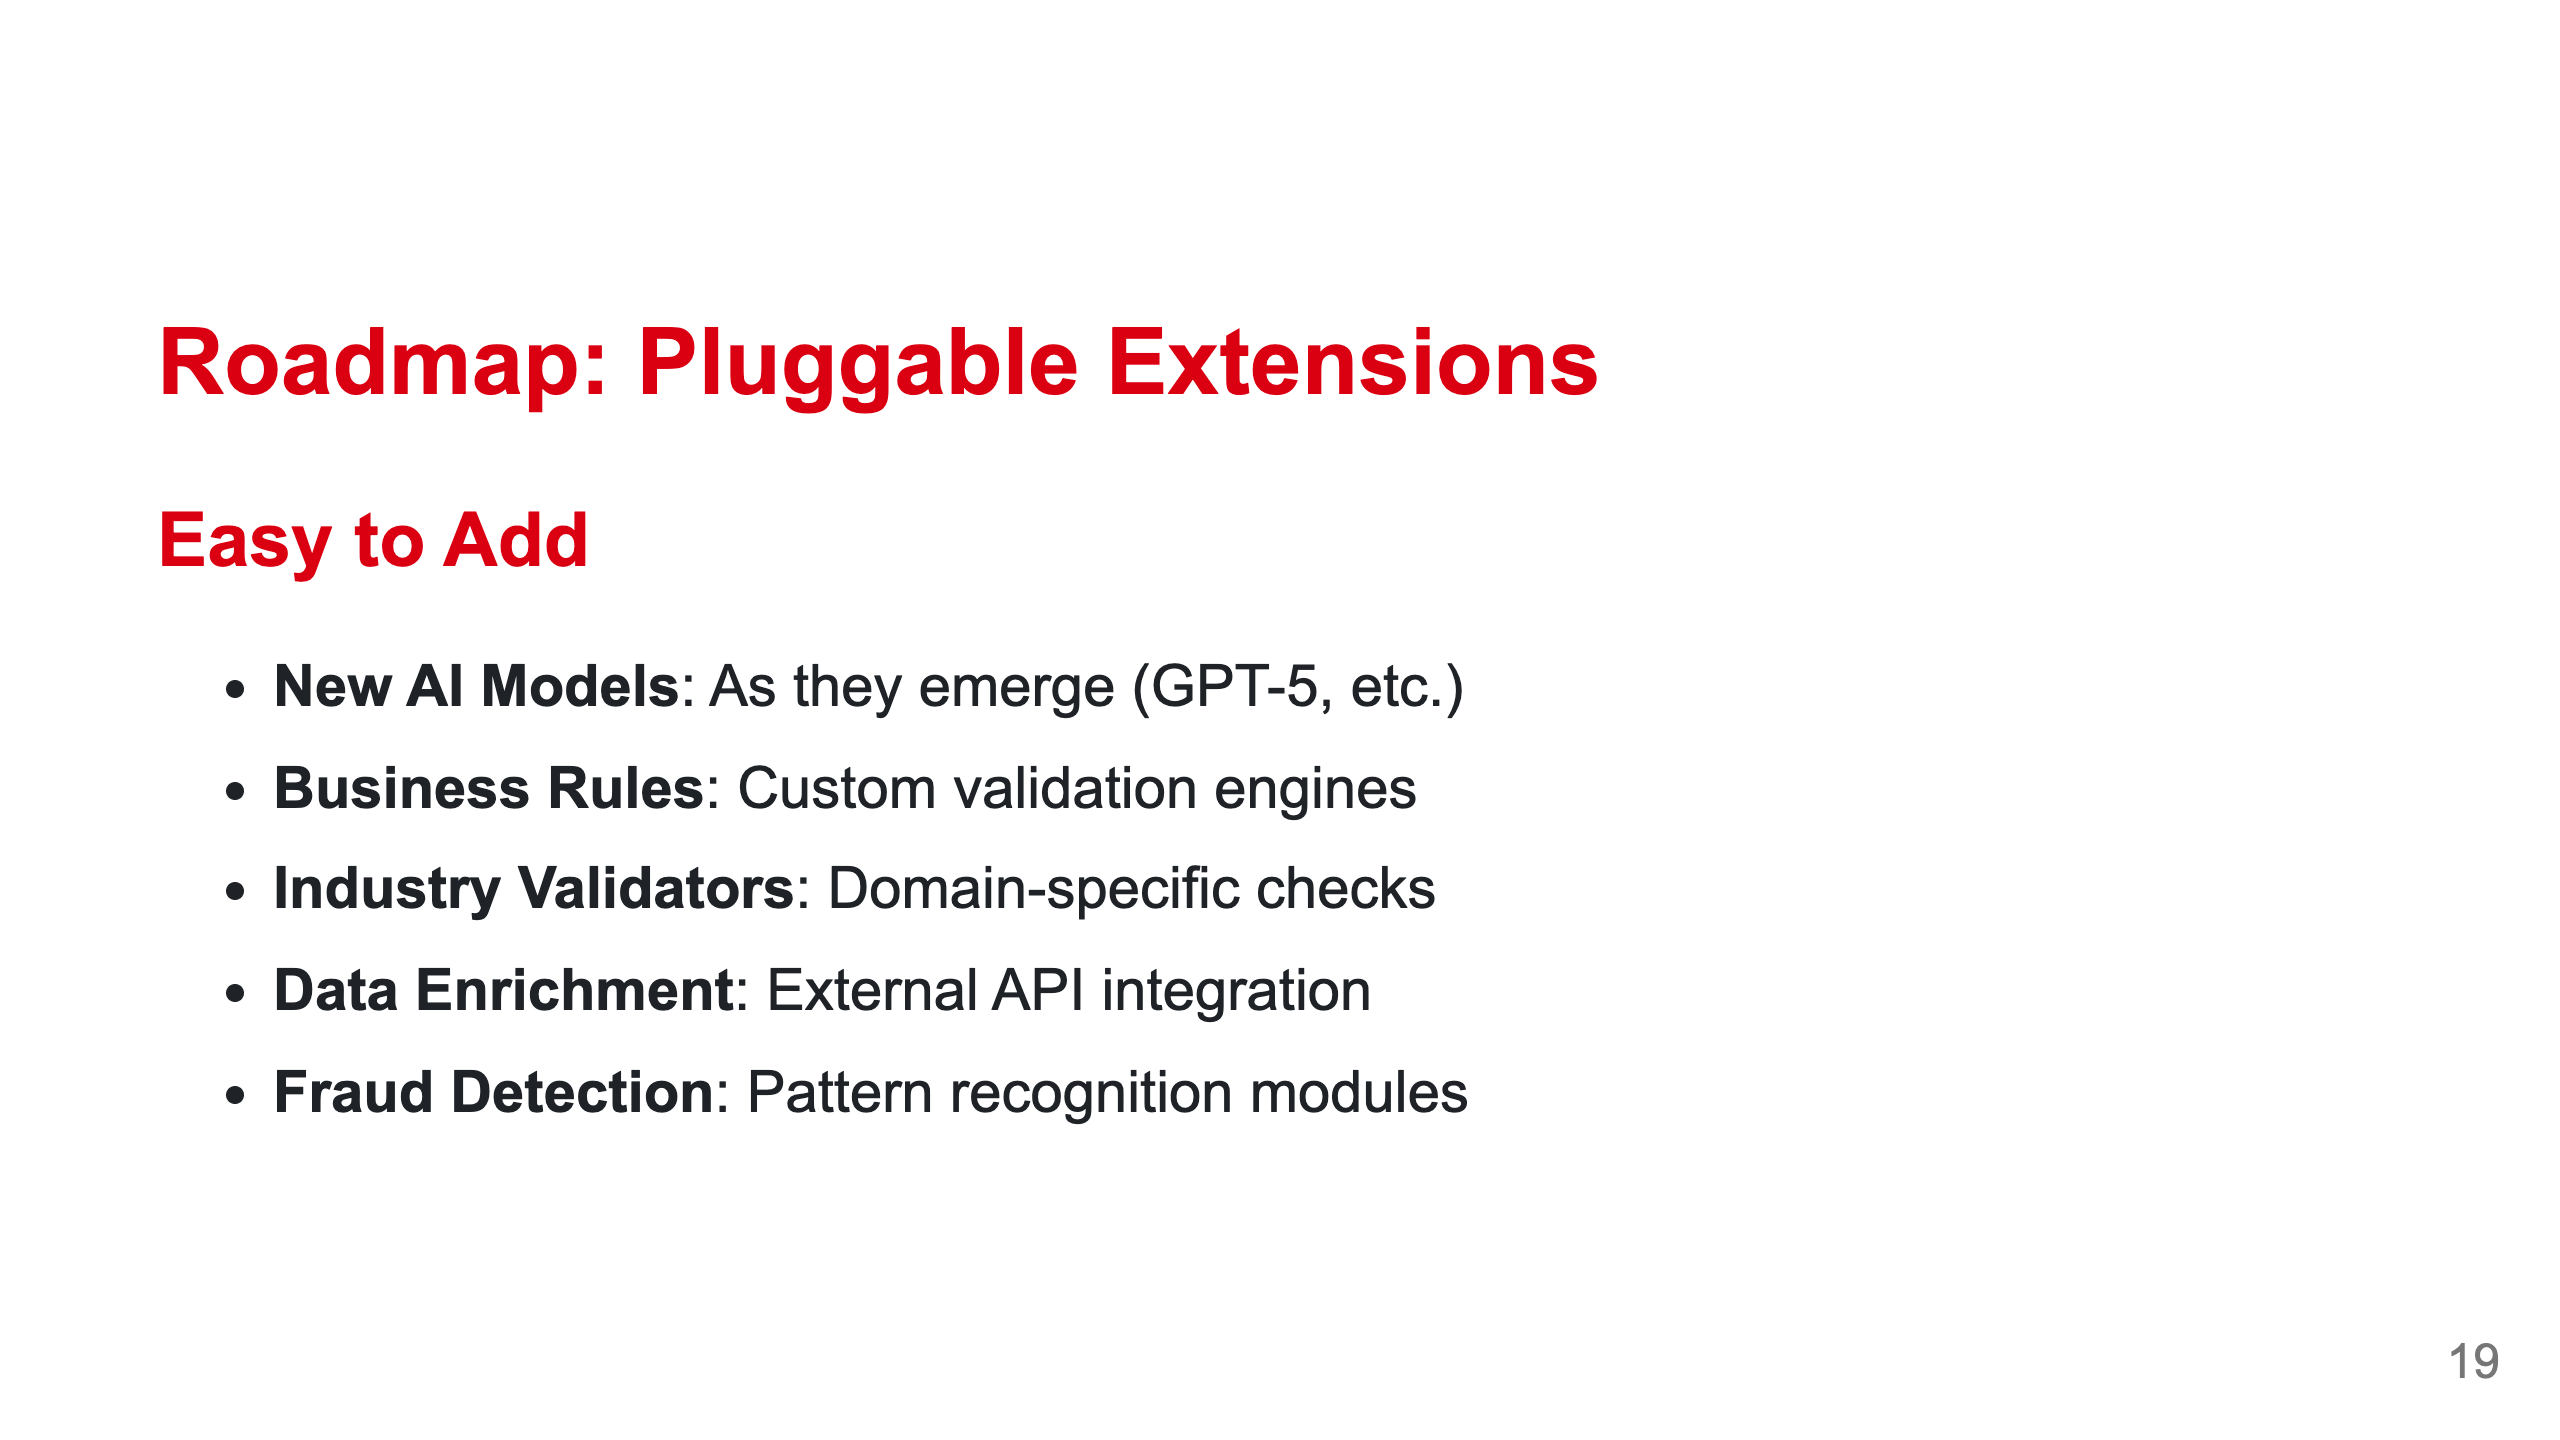 Roadmap: Pluggable Extensions
Easy to Add
• New AI Models: As they emerge (GPT-5, etc.)
• Business Rules: Custom validation engines
• Industry Validators: Domain-specific checks
• Data Enrichment: External API integration
• Fraud Detection: Pattern recognition modules
19